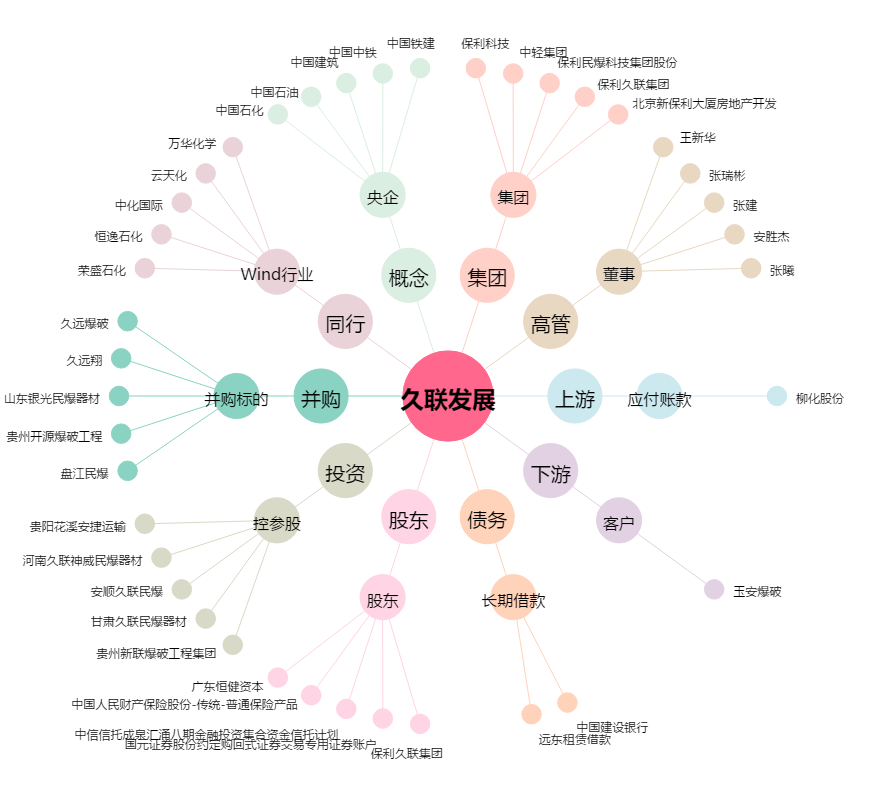 中国铁建
保利科技
中国中铁
中轻集团
中国建筑
保利民爆科技集团股份
中国石油
保利久联集团
中国石化
北京新保利大厦房地产开发
万华化学
王新华
云天化
张瑞彬
中化国际
央企
集团
张建
恒逸石化
安胜杰
荣盛石化
Wind行业
概念
集团
董事
张曦
久远爆破
同行
高管
久远翔
山东银光民爆器材
并购标的
并购
久联发展
上游
应付账款
柳化股份
贵州开源爆破工程
盘江民爆
投资
下游
贵阳花溪安捷运输
控参股
股东
债务
客户
河南久联神威民爆器材
安顺久联民爆
股东
长期借款
玉安爆破
甘肃久联民爆器材
贵州新联爆破工程集团
广东恒健资本
中国人民财产保险股份-传统-普通保险产品
中信信托成泉汇涌八期金融投资集合资金信托计划
中国建设银行
国元证券股份约定购回式证券交易专用证券账户
远东租赁借款
保利久联集团